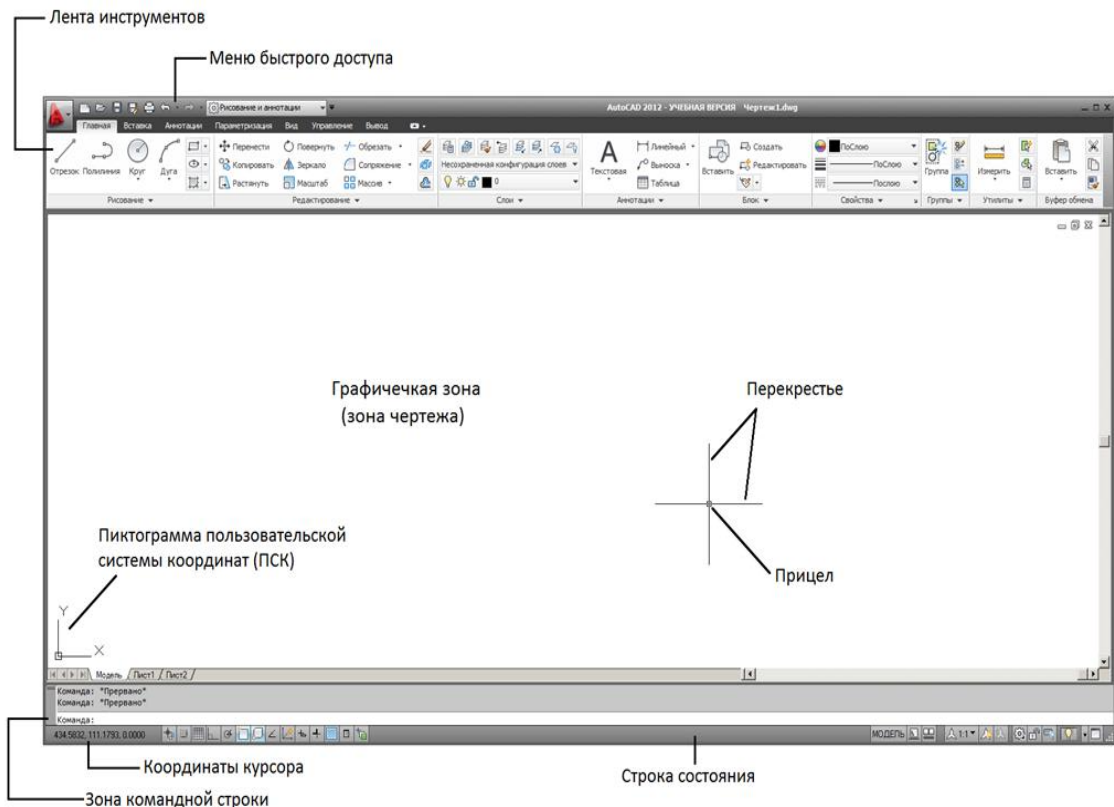 Лента инструментов
Меню быстрого доступа
Рисование и аннотации
AutoCAD 2012 - УЧЕБНАЯ ВЕРСИЯ Чертеж1.dwg
Главная Вставка Аннотации Параметризация Вид Управление Вывод
Перенести Повернуть Обрезать Линейный Создать ПоСлою
Копировать Зеркало Сопряжение Несохраненная конфигурация слоев Выноска Редактировать ПоСлою
Отрезок Полилиния Круг Дуга Текстовая Вставить Группа Измерить Вставить
Растянуть Масштаб Массив 0 Таблица Послою
Рисование Редактирование Слои Аннотации Блок Свойства Группы Утилиты Буфер обмена
Графичечкая зона
(зона чертежа)
Перекрестье
Пиктограмма пользовательской
системы координат (ПСК)
Прицел
Y
X
Модель Лист1 Лист2
Команда: *Прервано*
Команда: *Прервано*
Команда:
434.5832, 111.1793, 0.0000
МОДЕЛЬ 1:1
Координаты курсора
Строка состояния
Зона командной строки